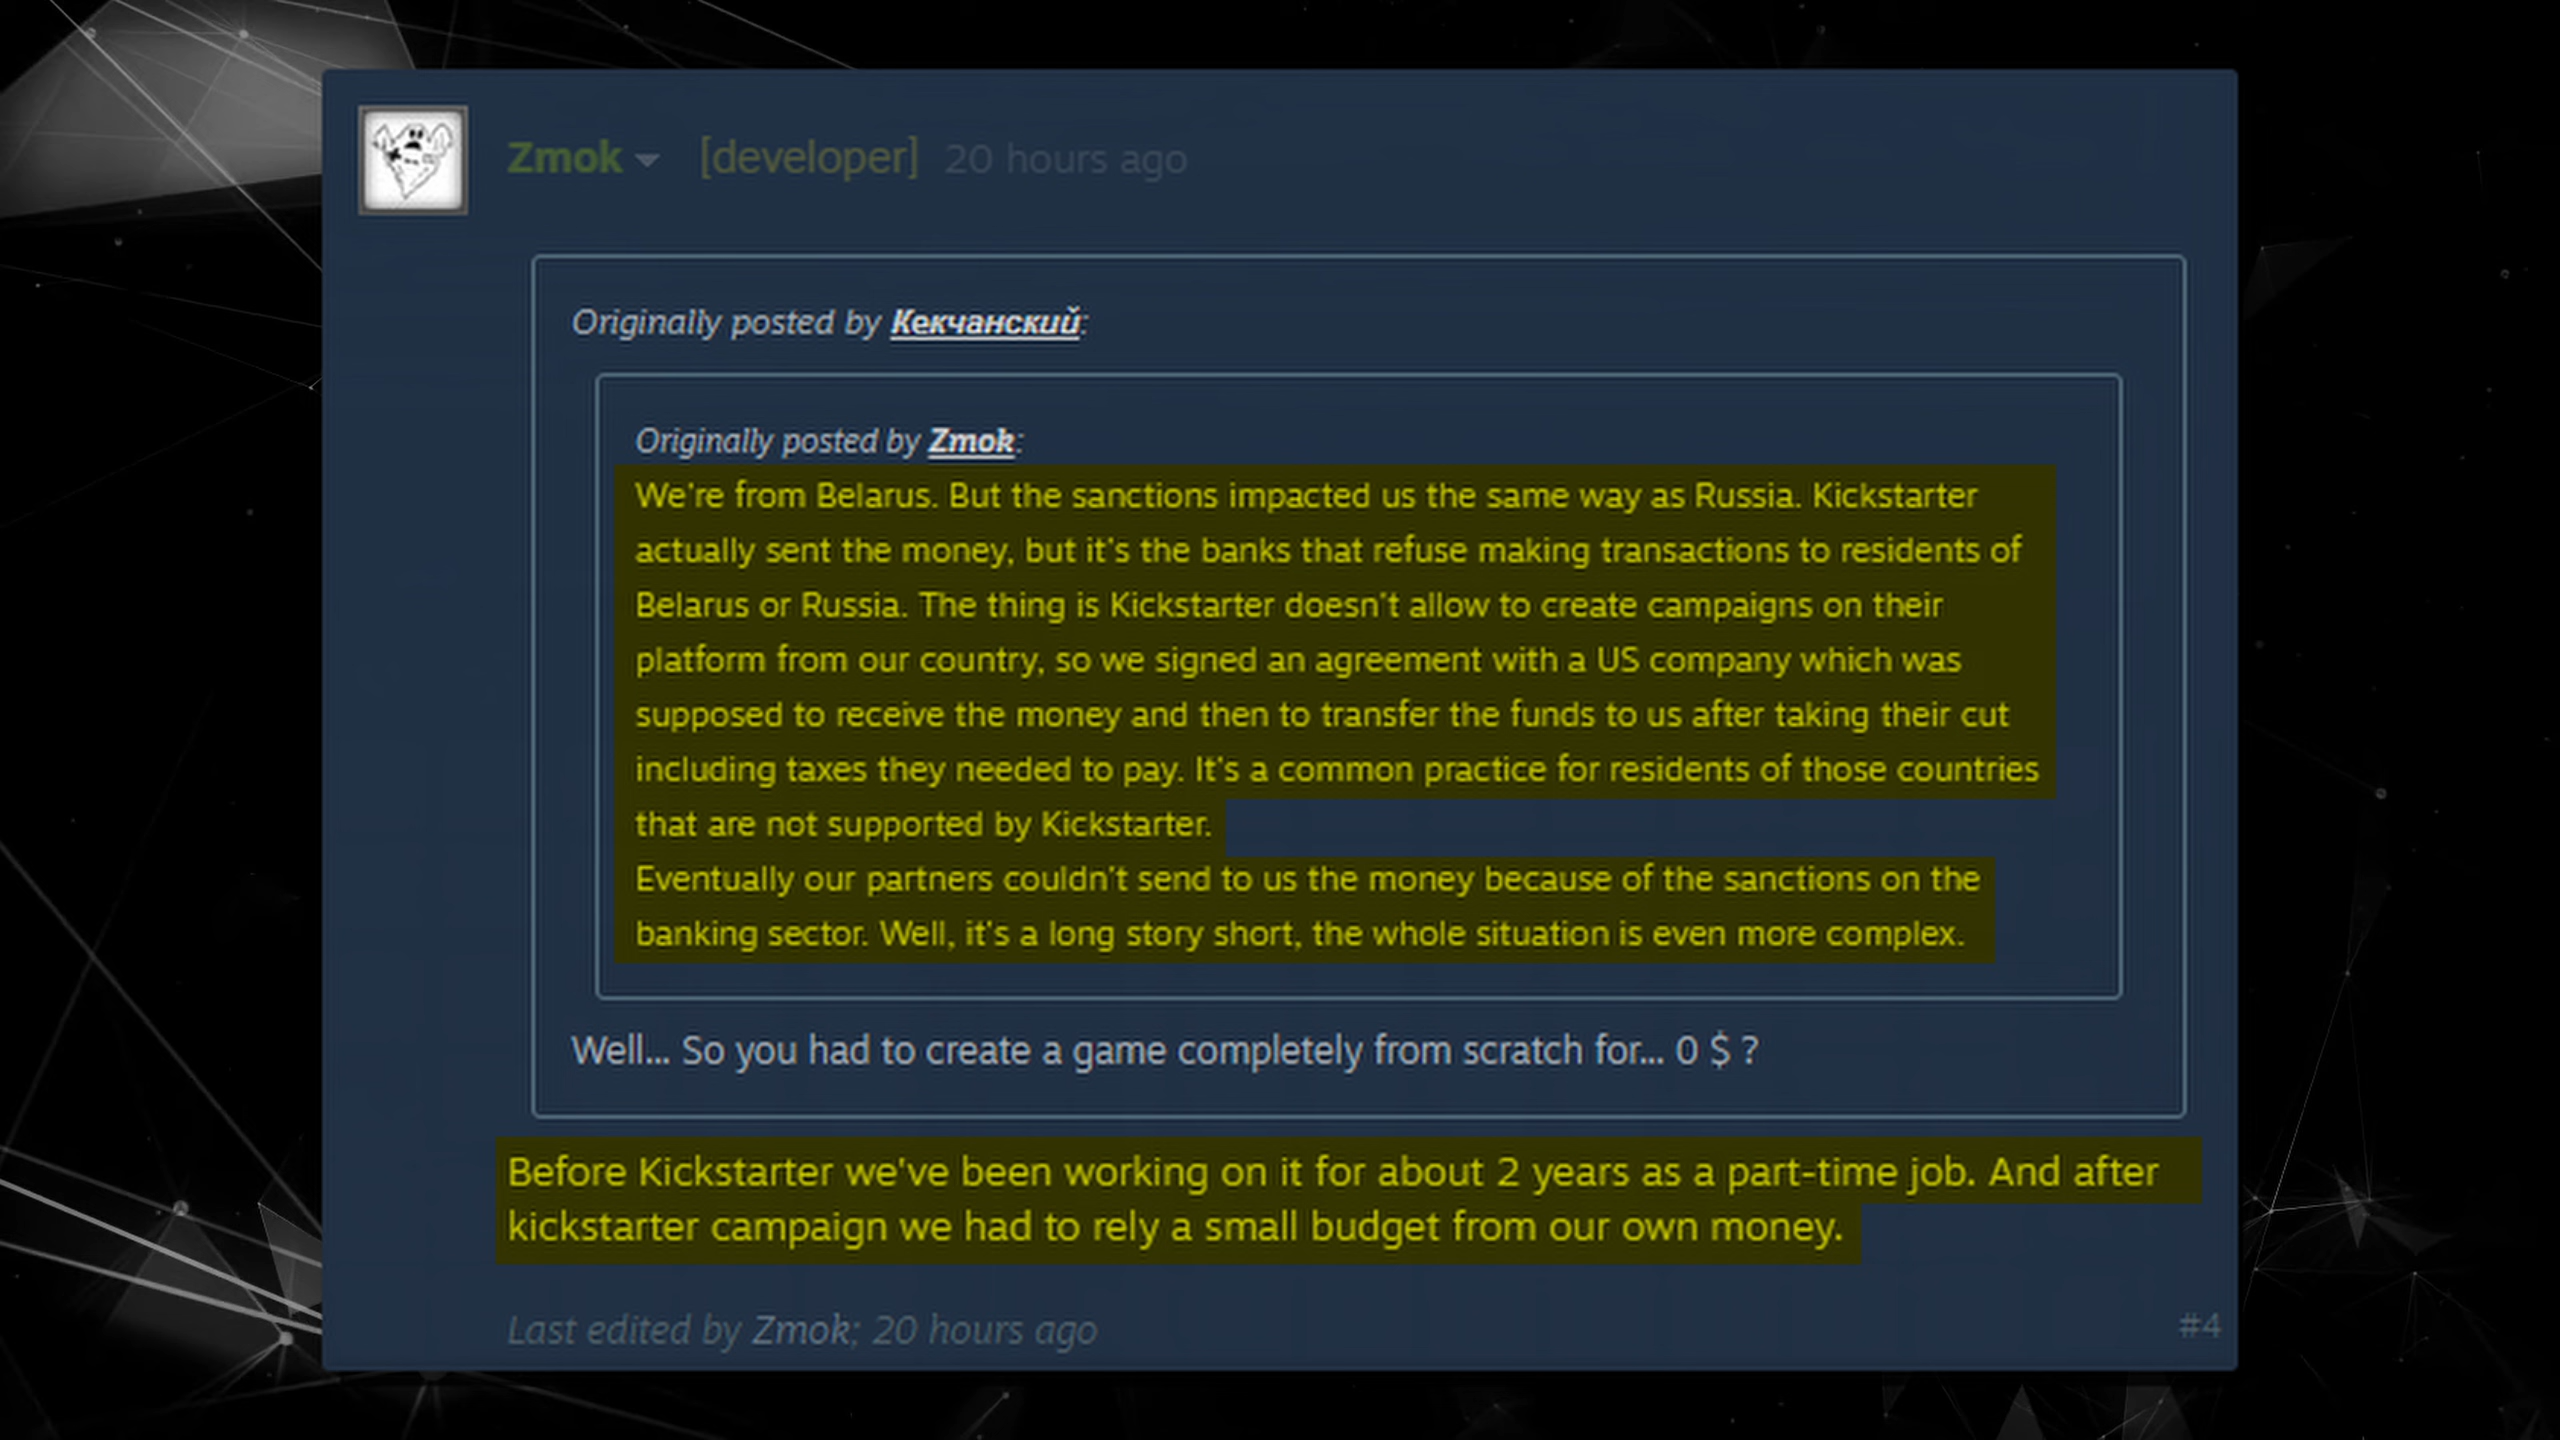 Zmok [developer] 20 hours ago
Originally posted by Кекчанский:
Originally posted by Zmok:
We're from Belarus. But the sanctions impacted us the same way as Russia. Kickstarter
actually sent the money, but it's the banks that refuse making transactions to residents of
Belarus or Russia. The thing is Kickstarter doesn't allow to create campaigns on their
platform from our country, so we signed an agreement with a US company which was
supposed to receive the money and then to transfer the funds to us after taking their cut
including taxes they needed to pay. It's a common practice for residents of those countries
that are not supported by Kickstarter.
Eventually our partners couldn't send to us the money because of the sanctions on the
banking sector. Well, it's a long story short, the whole situation is even more complex.
Well... So you had to create a game completely from scratch for... 0 $ ?
Before Kickstarter we've been working on it for about 2 years as a part-time job. And after
kickstarter campaign we had to rely a small budget from our own money.
Last edited by Zmok; 20 hours ago
#4